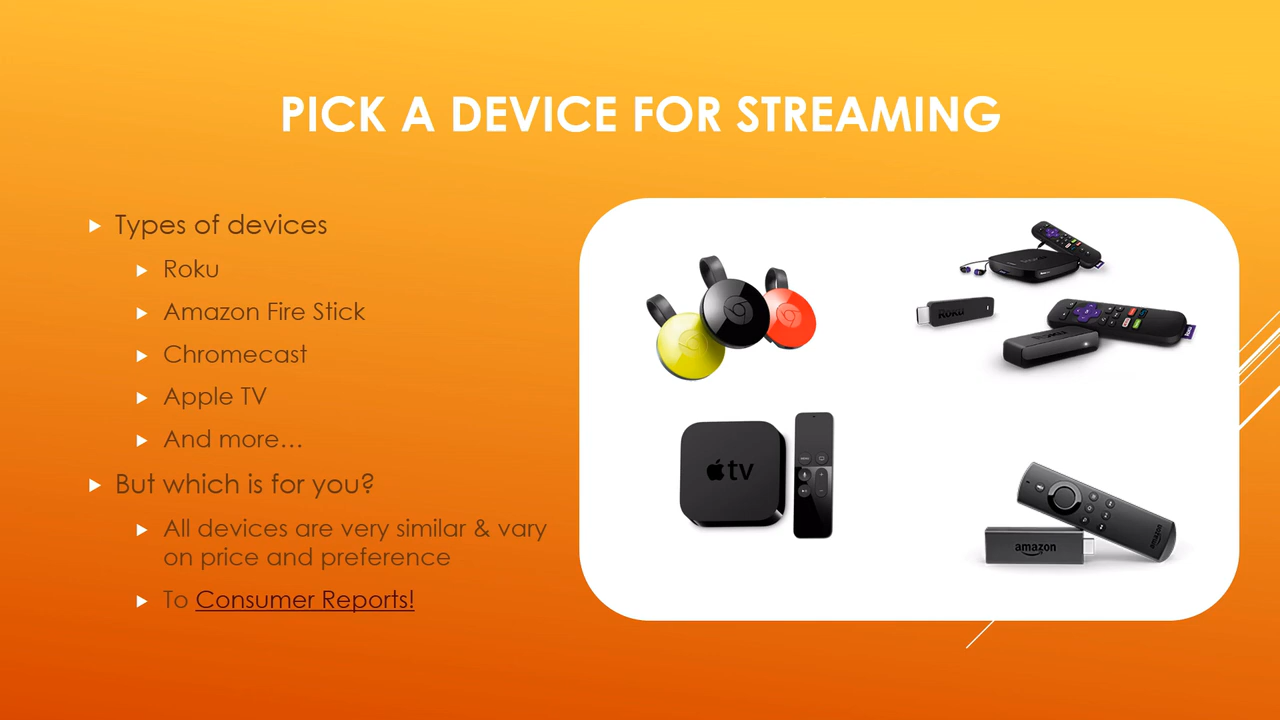 PICK A DEVICE FOR STREAMING
Types of devices
Roku
Amazon Fire Stick
Chromecast
Apple TV
And more…
But which is for you?
All devices are very similar & vary
on price and preference
To Consumer Reports!
tv
Roku
amazon